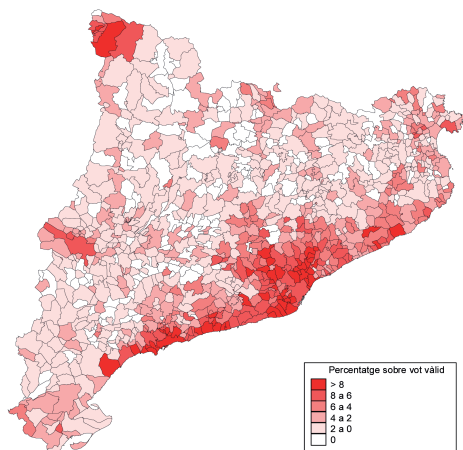 Percentatge sobre vot vàlid
> 8
8 a 6
6 a 4
4 a 2
2 a 0
0